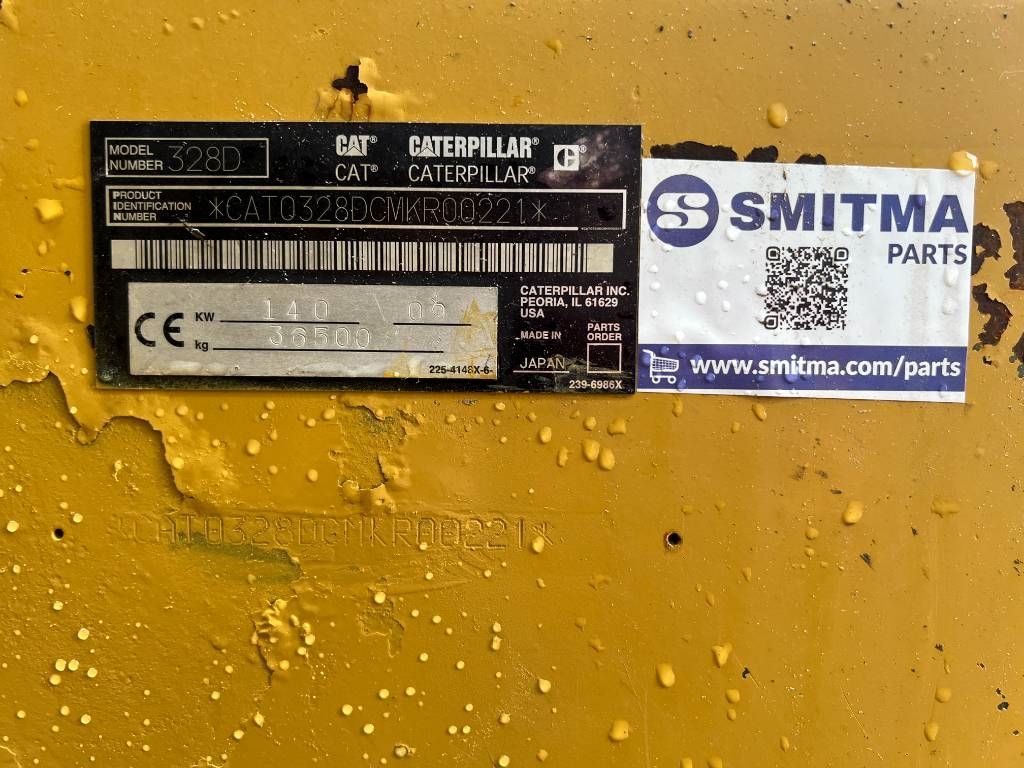 MODEL NUMBER 328D
CAT® CATERPILLAR®
CAT® CATERPILLAR®
PRODUCT IDENTIFICATION NUMBER *CAT0328DCMKR00221*
CE
KW 140 06
kg 36500
225-4148X-6-
CATERPILLAR INC.
PEORIA, IL 61629
USA
MADE IN JAPAN
PARTS ORDER
239-6986X
SMITMA
PARTS
www.smitma.com/parts
*CAT0328DCMKR00221*